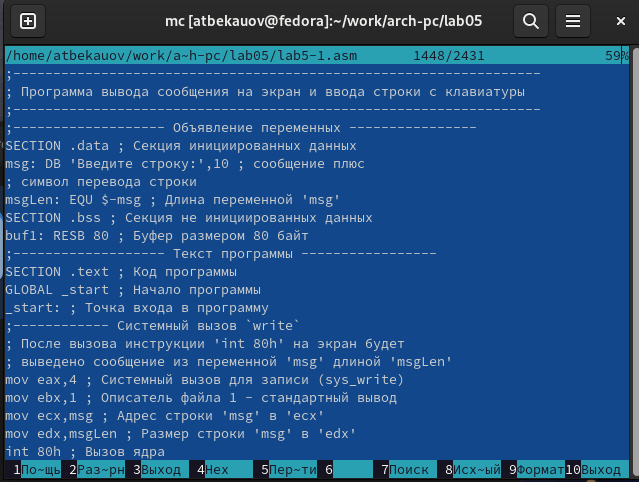 mc [atbekauov@fedora]:~/work/arch-pc/lab05
/home/atbekauov/work/a~h-pc/lab05/lab5-1.asm 1448/2431 59%
;------------------------------------------------------------------
; Программа вывода сообщения на экран и ввода строки с клавиатуры
;------------------------------------------------------------------
;------------------- Объявление переменных ----------------
SECTION .data ; Секция инициированных данных
msg: DB 'Введите строку:',10 ; сообщение плюс
; символ перевода строки
msgLen: EQU $-msg ; Длина переменной 'msg'
SECTION .bss ; Секция не инициированных данных
buf1: RESB 80 ; Буфер размером 80 байт
;------------------- Текст программы -----------------
SECTION .text ; Код программы
GLOBAL _start ; Начало программы
_start: ; Точка входа в программу
;------------ Системный вызов `write`
; После вызова инструкции 'int 80h' на экран будет
; выведено сообщение из переменной 'msg' длиной 'msgLen'
mov eax,4 ; Системный вызов для записи (sys_write)
mov ebx,1 ; Описатель файла 1 - стандартный вывод
mov ecx,msg ; Адрес строки 'msg' в 'ecx'
mov edx,msgLen ; Размер строки 'msg' в 'edx'
int 80h ; Вызов ядра
1По~щь 2Раз~рн 3Выход 4Hex 5Пер~ти 6 7Поиск 8Исх~ый 9Формат 10Выход